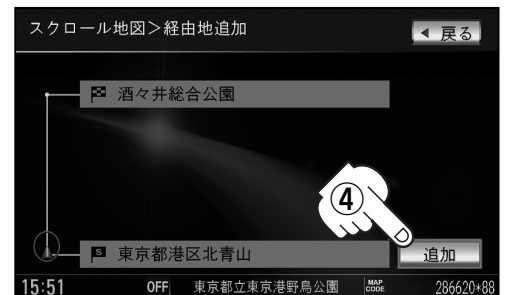 スクロール地図＞経由地追加
◀ 戻る
酒々井総合公園
④
S 東京都港区北青山
追加
15:51 OFF 東京都立東京港野鳥公園 MAP CODE 286620*88